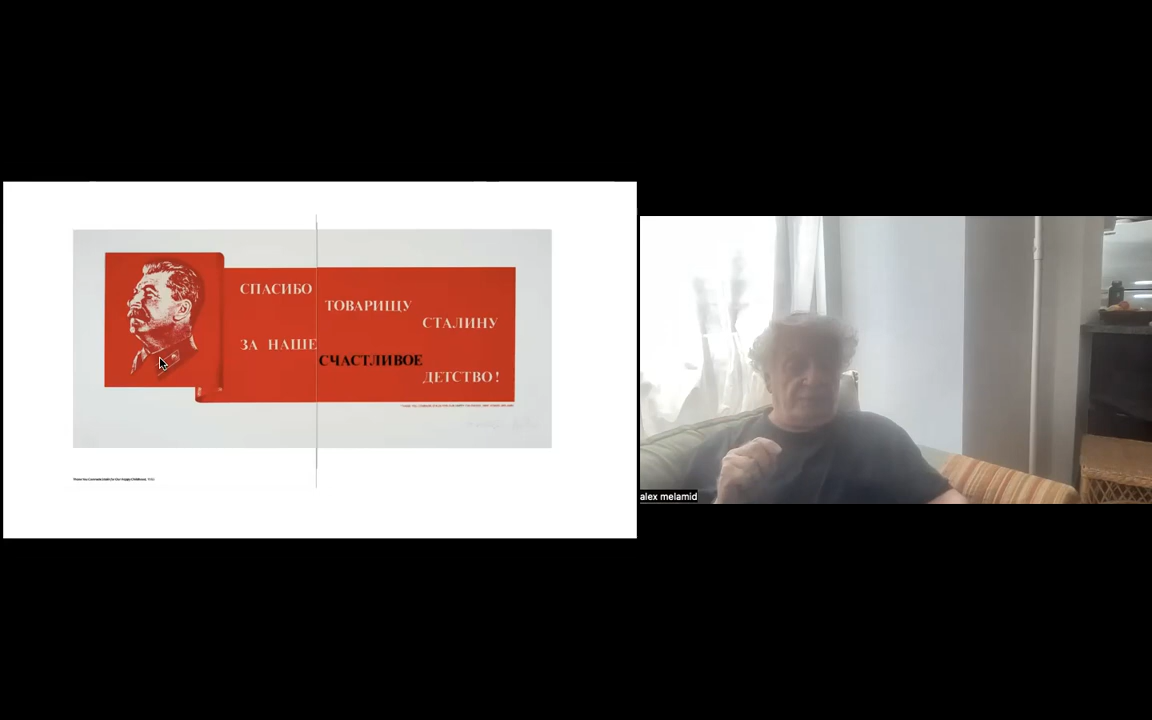 СПАСИБО
ТОВАРИЩУ
СТАЛИНУ
ЗА НАШЕ
СЧАСТЛИВОЕ
ДЕТСТВО!
alex melamid